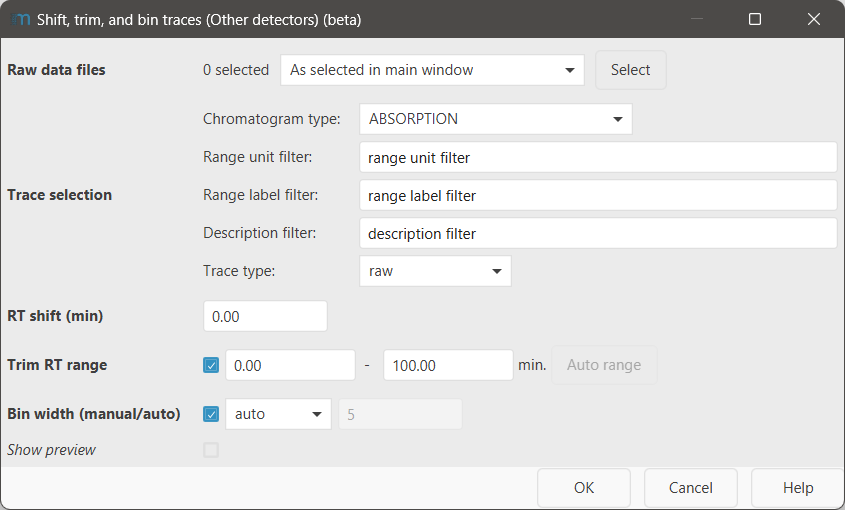 Shift, trim, and bin traces (Other detectors) (beta)
Raw data files 0 selected As selected in main window Select
Chromatogram type: ABSORPTION
Range unit filter: range unit filter
Trace selection Range label filter: range label filter
Description filter: description filter
Trace type: raw
RT shift (min) 0.00
Trim RT range 0.00 - 100.00 min. Auto range
Bin width (manual/auto) auto 5
Show preview
OK Cancel Help